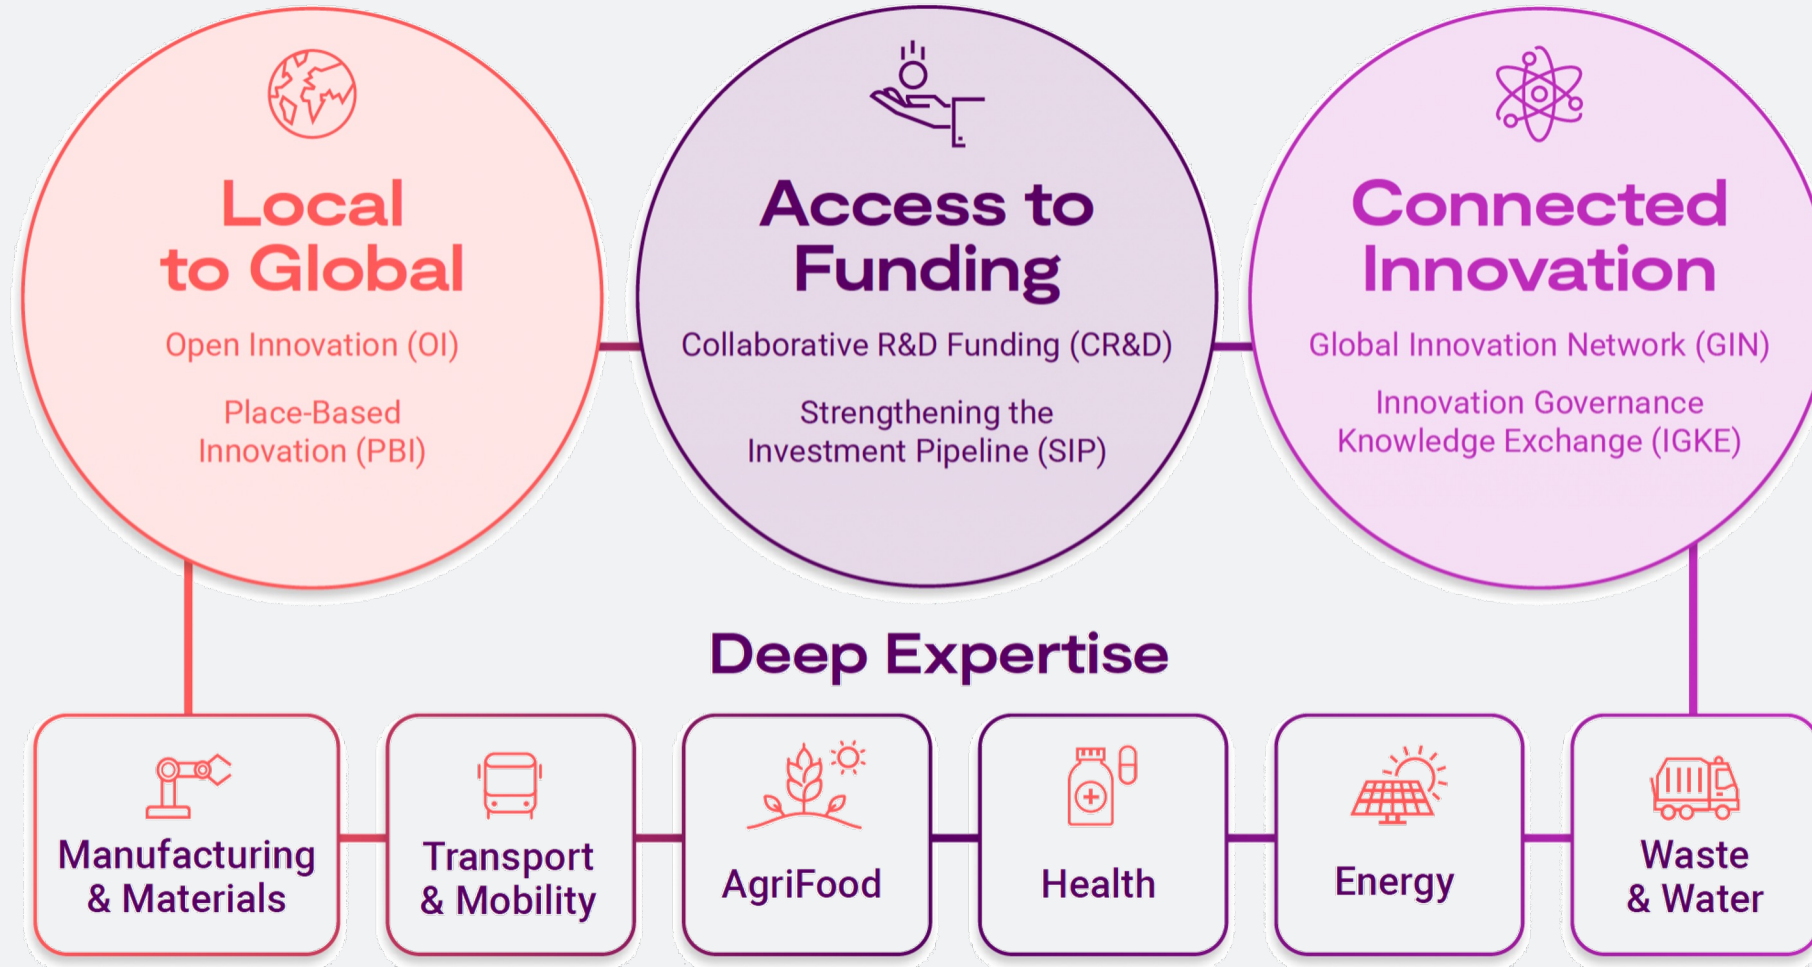 Local
to Global
Open Innovation (OI)
Place-Based
Innovation (PBI)
Access to
Funding
Collaborative R&D Funding (CR&D)
Strengthening the
Investment Pipeline (SIP)
Connected
Innovation
Global Innovation Network (GIN)
Innovation Governance
Knowledge Exchange (IGKE)
Deep Expertise
Manufacturing
& Materials
Transport
& Mobility
AgriFood
Health
Energy
Waste
& Water